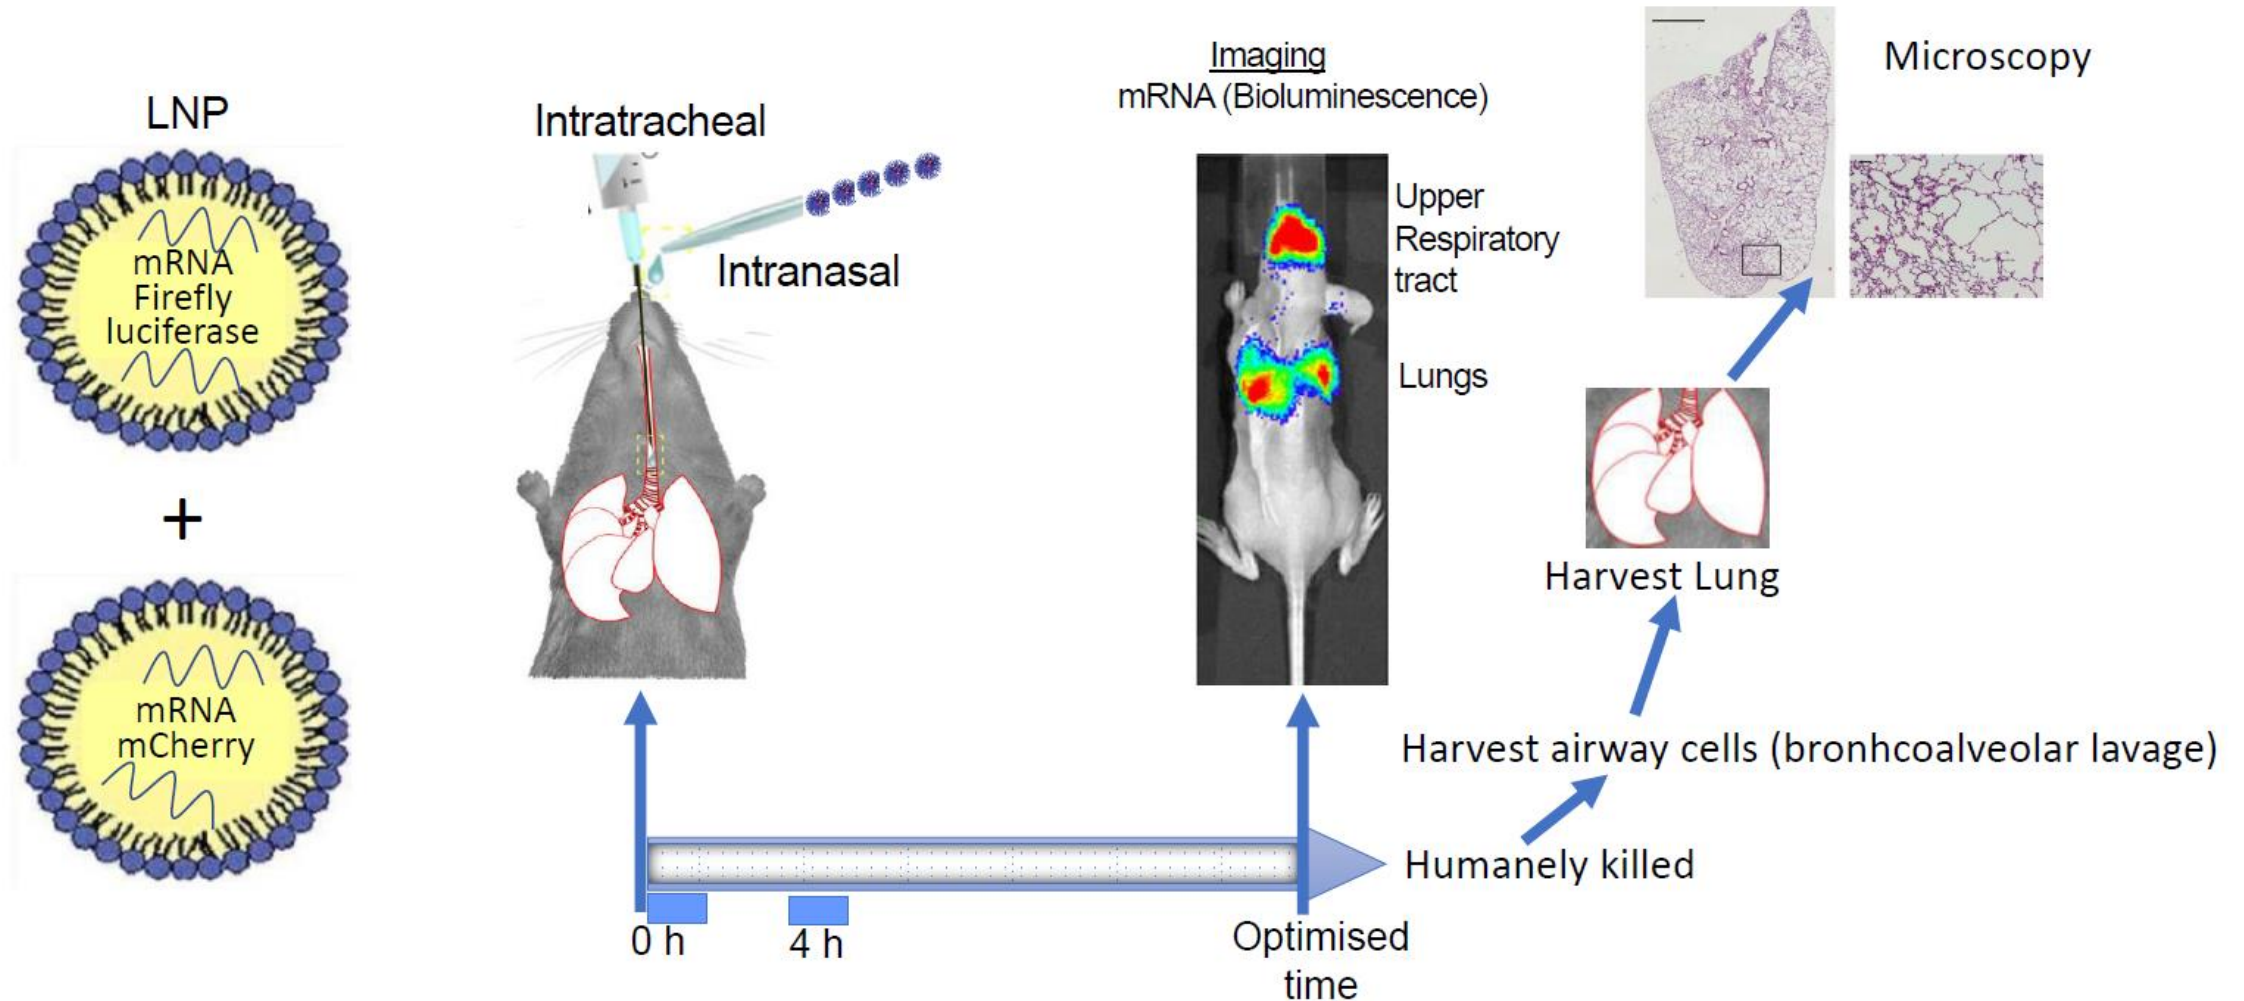 LNP
mRNA
Firefly
luciferase
+
mRNA
mCherry
Intratracheal
Intranasal
Imaging
mRNA (Bioluminescence)
Upper
Respiratory
tract
Lungs
Microscopy
Harvest Lung
Harvest airway cells (bronhcoalveolar lavage)
Humanely killed
0 h
4 h
Optimised
time